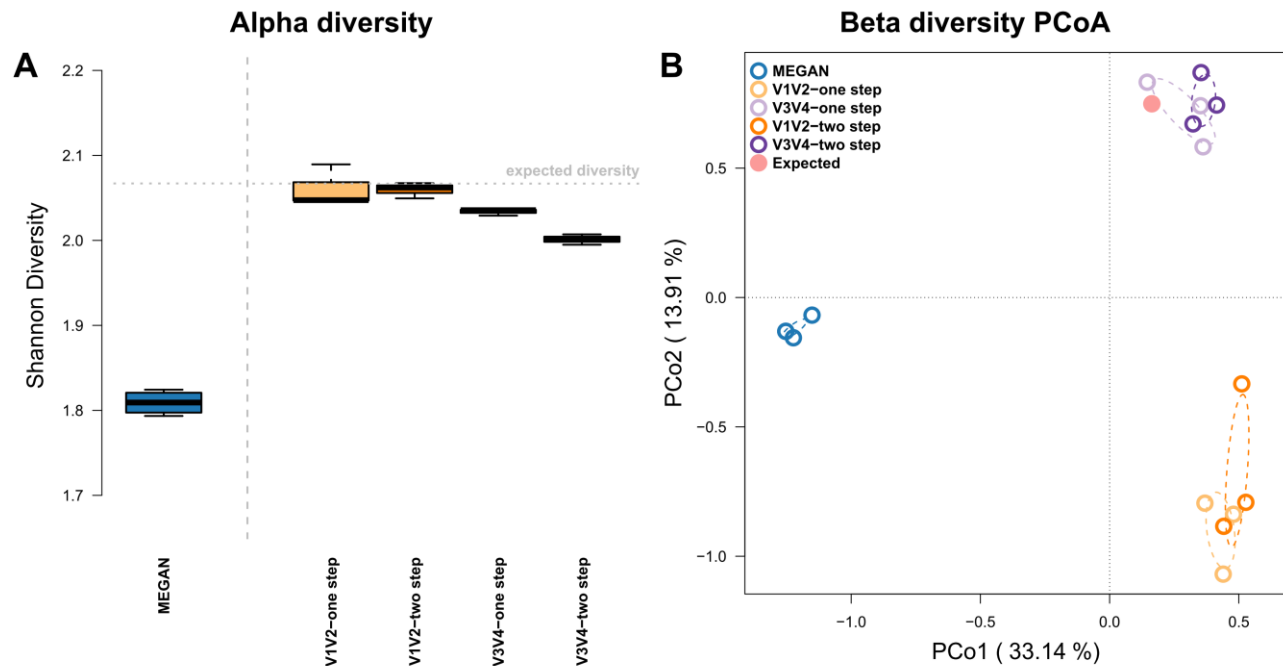 Alpha diversity
A
2.2
2.1
2.0
1.9
1.8
1.7
Shannon Diversity
expected diversity
MEGAN
V1V2−one step
V1V2−two step
V3V4−one step
V3V4−two step
Beta diversity PCoA
B
MEGAN
V1V2−one step
V3V4−one step
V1V2−two step
V3V4−two step
Expected
0.5
0.0
−0.5
−1.0
PCo2 ( 13.91 %)
−1.0
−0.5
0.0
0.5
PCo1 ( 33.14 %)